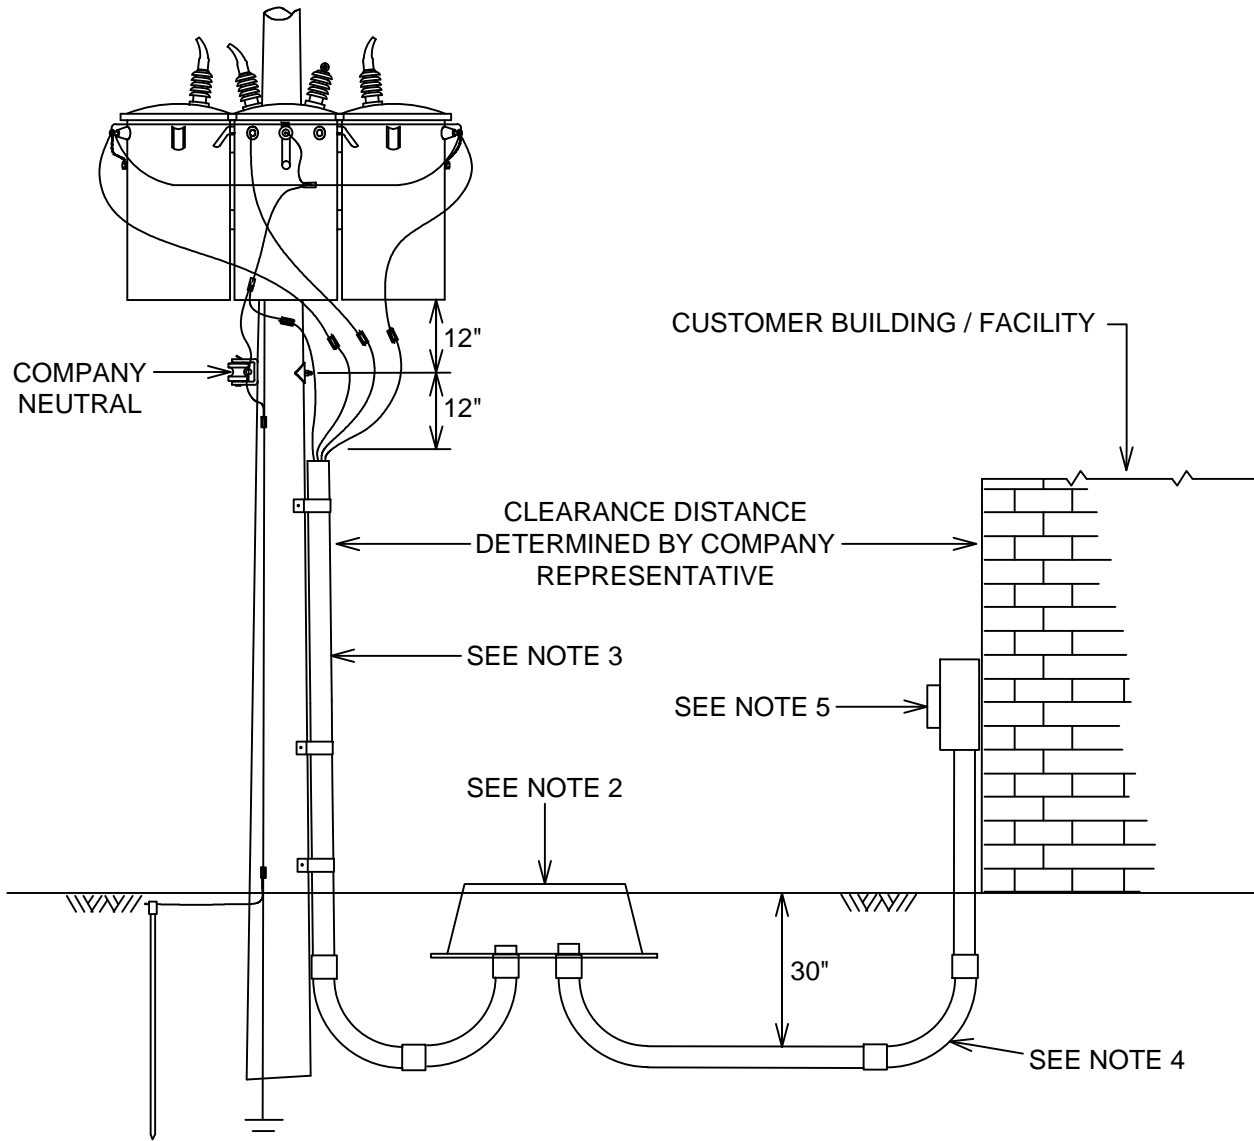 12"
CUSTOMER BUILDING / FACILITY
COMPANY
NEUTRAL
12"
CLEARANCE DISTANCE
DETERMINED BY COMPANY
REPRESENTATIVE
SEE NOTE 3
SEE NOTE 5
SEE NOTE 2
30"
SEE NOTE 4